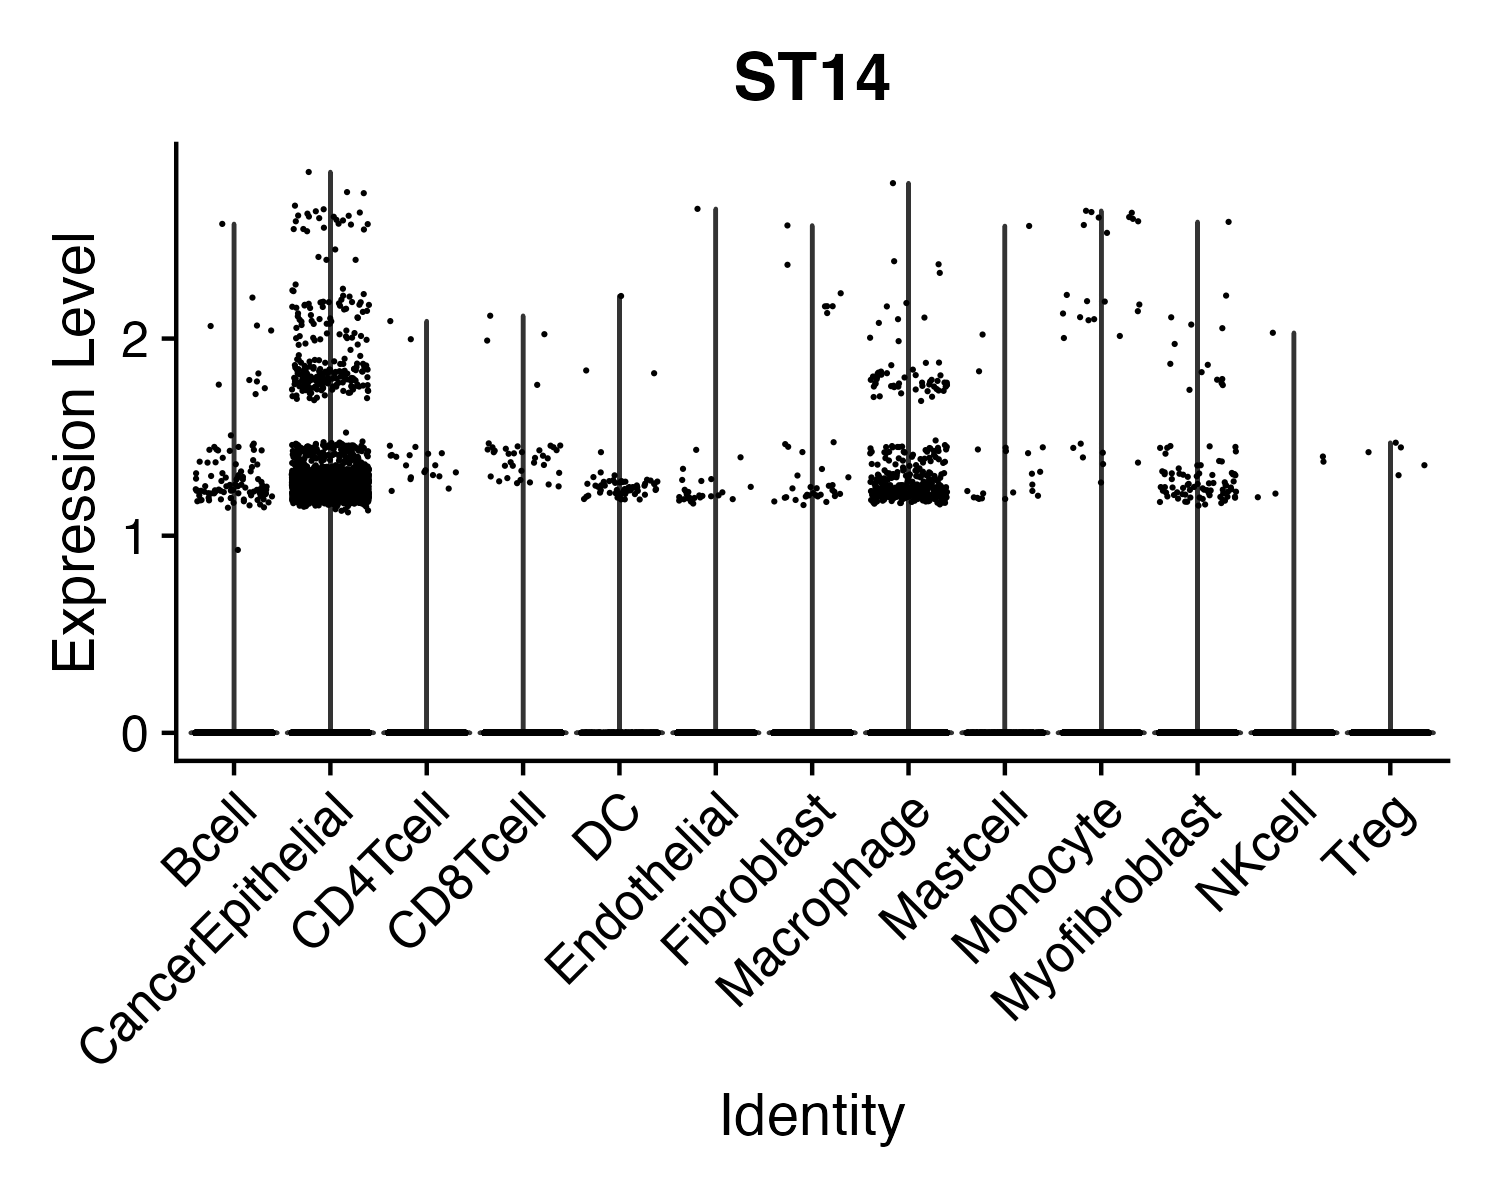 ST14
Expression Level
2
1
0
Bcell
CancerEpithelial
CD4Tcell
CD8Tcell
DC
Endothelial
Fibroblast
Macrophage
Mastcell
Monocyte
Myofibroblast
NKcell
Treg
Identity